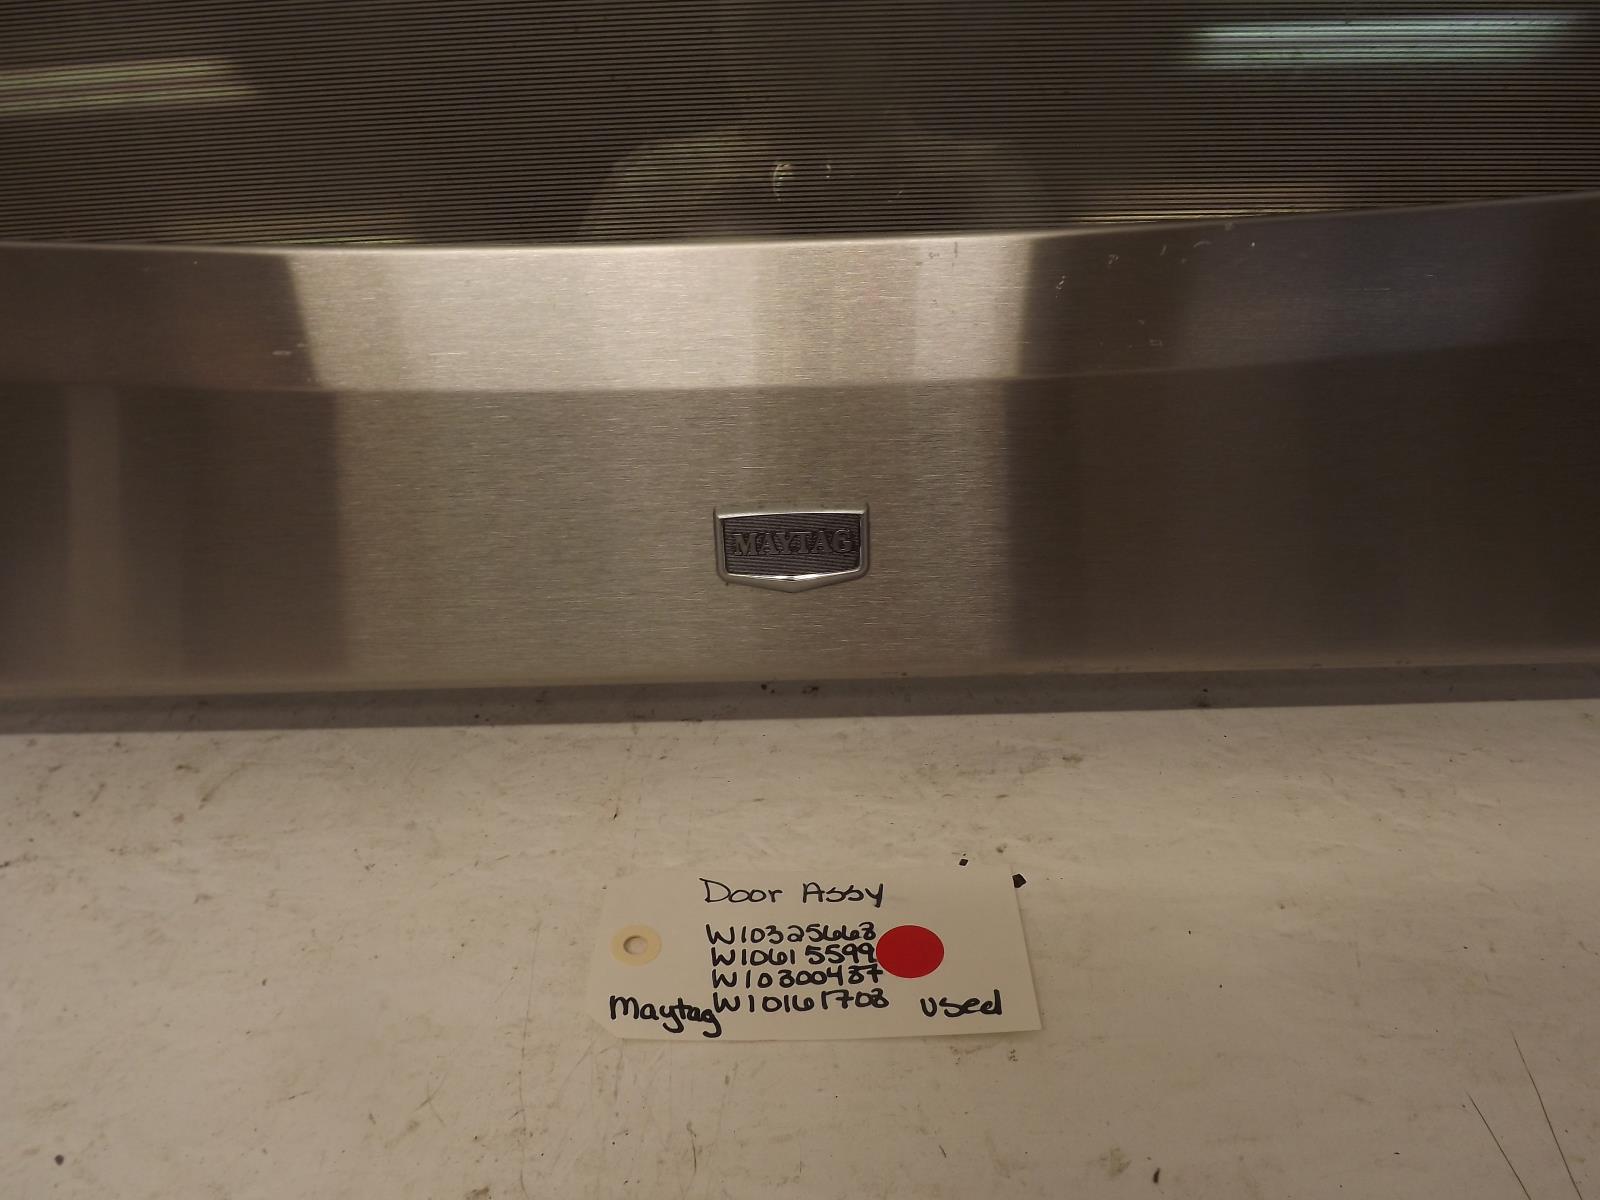 MAYTAG
Door Assy
W10325668
W10615599
W10300487
W10161708
Maytag
used